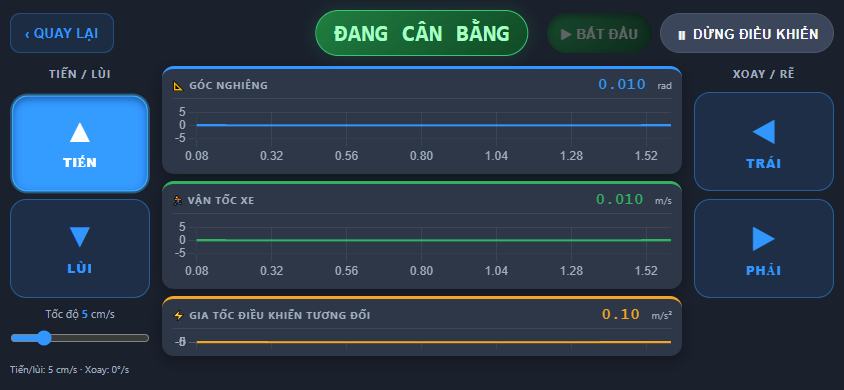 ‹ QUAY LẠI
ĐANG CÂN BẰNG
▶ BẮT ĐẦU
⏸ DỪNG ĐIỀU KHIỂN
TIẾN / LÙI
▲
TIẾN
▼
LÙI
Tốc độ 5 cm/s
Tiến/lùi: 5 cm/s · Xoay: 0°/s
📐 GÓC NGHIÊNG 0.010 rad
5
0
-5
0.08 0.32 0.56 0.80 1.04 1.28 1.52
VẬN TỐC XE 0.010 m/s
5
0
-5
0.08 0.32 0.56 0.80 1.04 1.28 1.52
⚡ GIA TỐC ĐIỀU KHIỂN TƯƠNG ĐỐI 0.10 m/s²
XOAY / RẼ
◀
TRÁI
▶
PHẢI